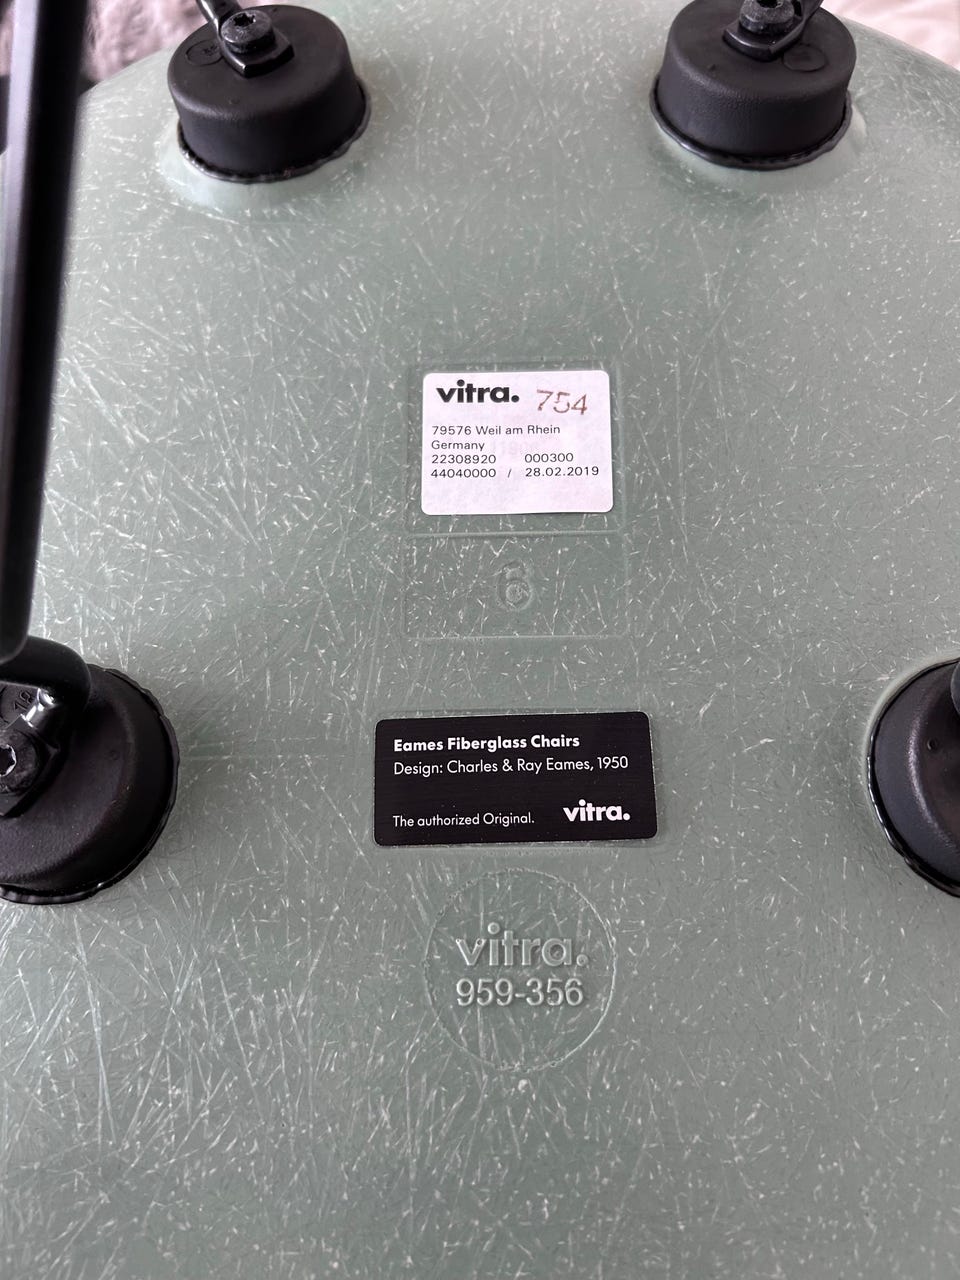 vitra. 754
79576 Weil am Rhein
Germany
22308920 000300
44040000 / 28.02.2019
6
Eames Fiberglass Chairs
Design: Charles & Ray Eames, 1950
The authorized Original. vitra.
vitra.
959-356